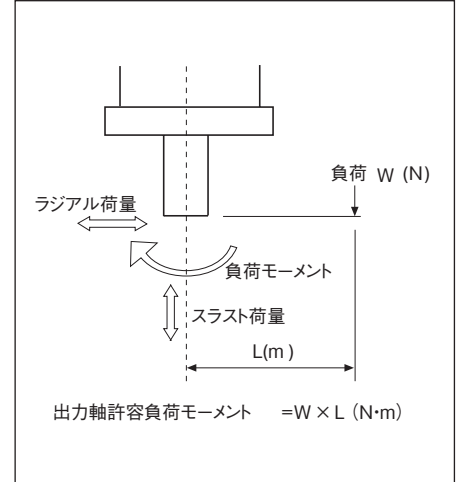 負荷 W (N)
ラジアル荷量
負荷モーメント
スラスト荷量
L(m )
出力軸許容負荷モーメント =W×L (N･m)